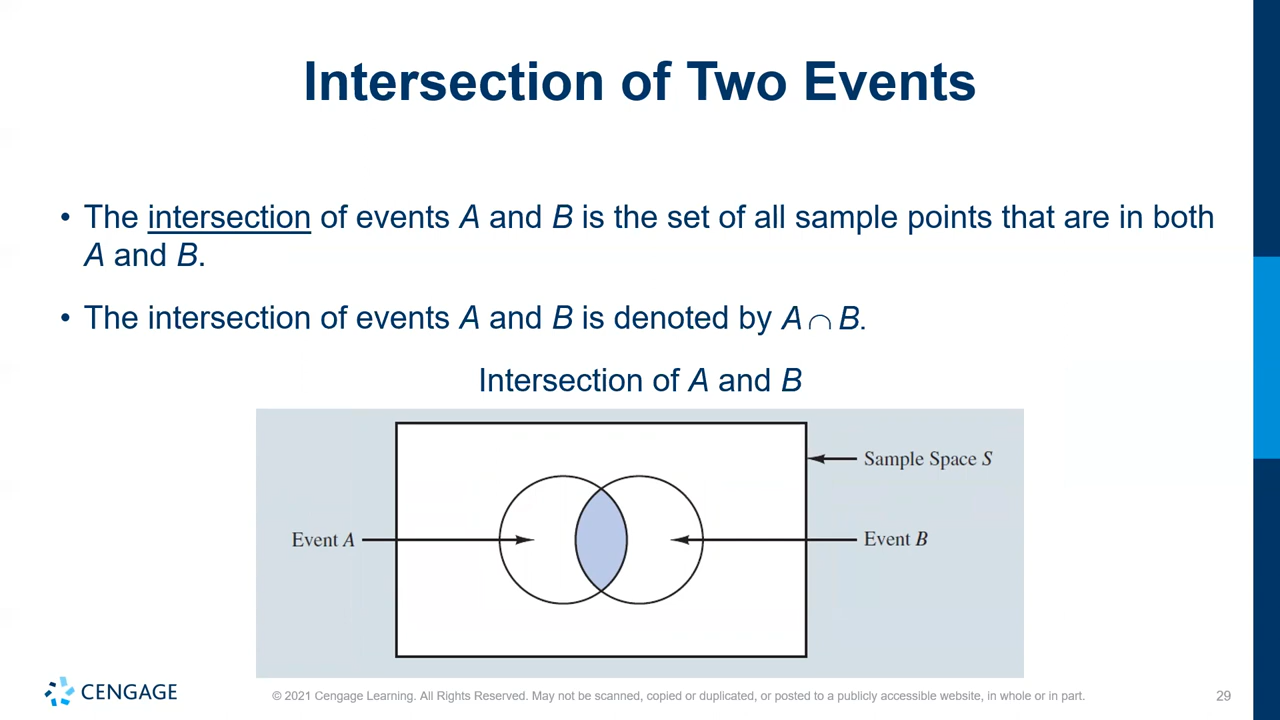 Intersection of Two Events
• The intersection of events A and B is the set of all sample points that are in both
A and B.
• The intersection of events A and B is denoted by A ∩ B.
Intersection of A and B
Sample Space S
Event A
Event B
CENGAGE
© 2021 Cengage Learning. All Rights Reserved. May not be scanned, copied or duplicated, or posted to a publicly accessible website, in whole or in part.
29